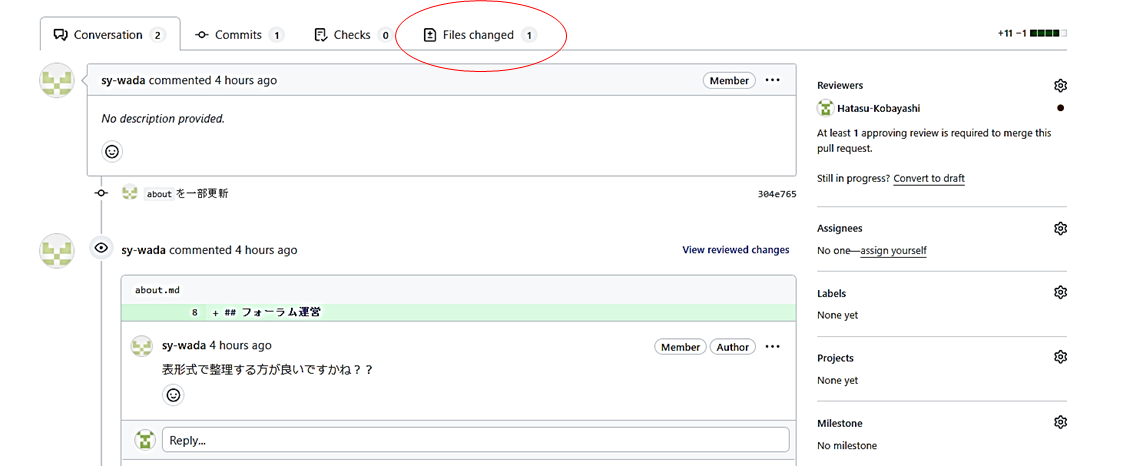 Conversation 2 Commits 1 Checks 0 Files changed 1 +11 −1
sy-wada commented 4 hours ago Member
No description provided.
about を一部更新 304e765
sy-wada commented 4 hours ago View reviewed changes
about.md
8 + ## フォーラム運営
sy-wada 4 hours ago Member Author
表形式で整理する方が良いですかね？？
Reply...
Reviewers
Hatasu-Kobayashi
At least 1 approving review is required to merge this
pull request.
Still in progress? Convert to draft
Assignees
No one—assign yourself
Labels
None yet
Projects
None yet
Milestone
No milestone